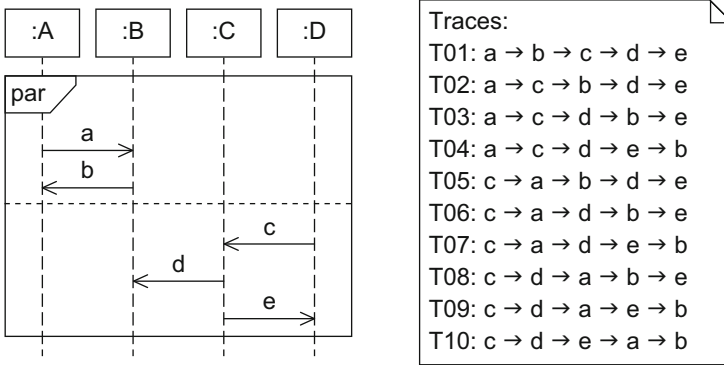 :A :B :C :D
par
a
b
c
d
e
Traces:
T01: a → b → c → d → e
T02: a → c → b → d → e
T03: a → c → d → b → e
T04: a → c → d → e → b
T05: c → a → b → d → e
T06: c → a → d → b → e
T07: c → a → d → e → b
T08: c → d → a → b → e
T09: c → d → a → e → b
T10: c → d → e → a → b